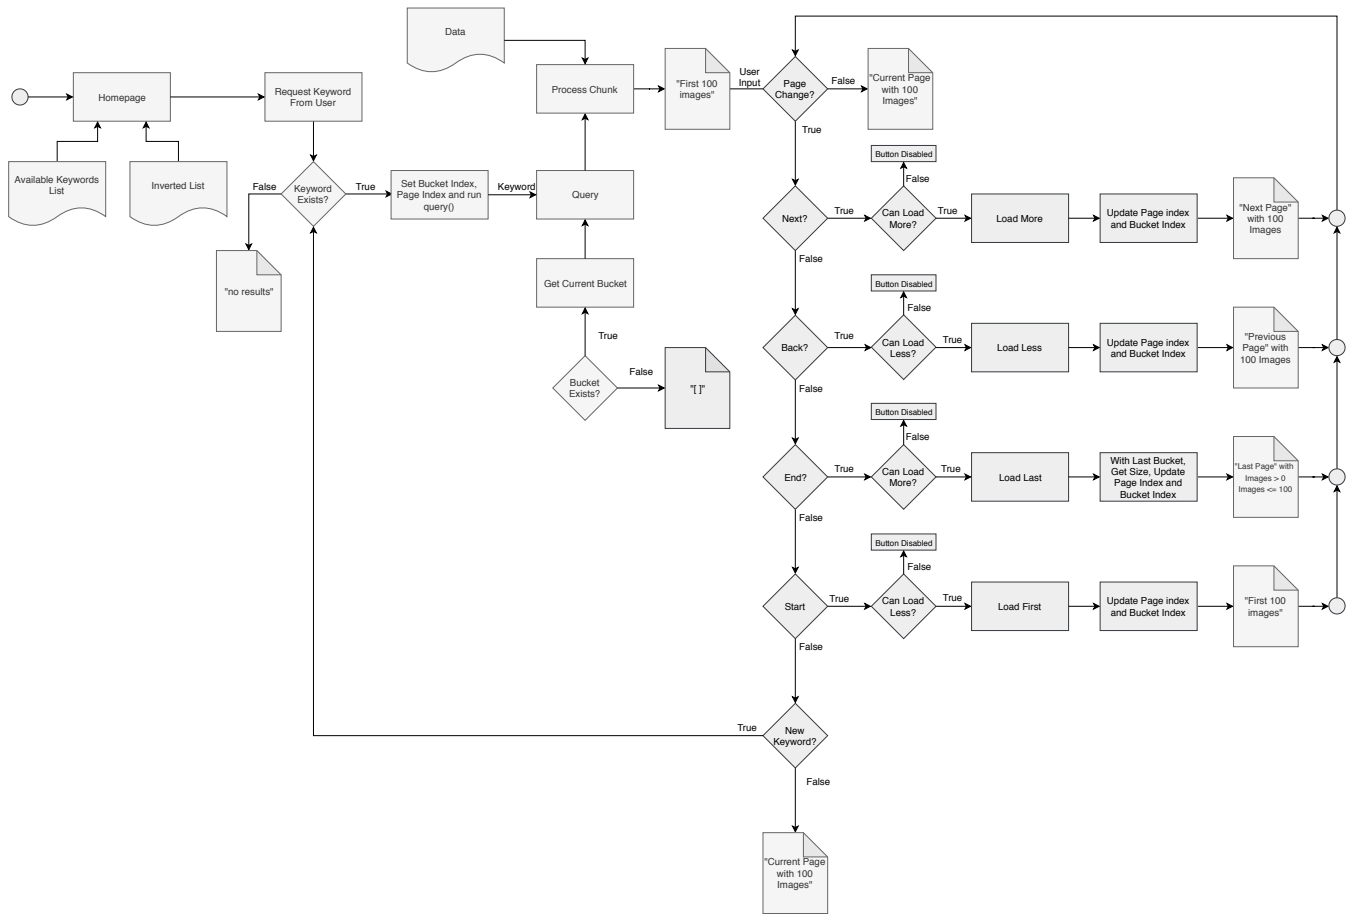 Data
Homepage
Request Keyword
From User
Available Keywords
List
Inverted List
Keyword
Exists?
False
True
"no results"
Set Bucket Index,
Page Index and run
query()
Keyword
Query
Process Chunk
Get Current Bucket
True
Bucket
Exists?
False
"[ ]"
"First 100
images"
User
Input
Page
Change?
False
"Current Page
with 100
Images"
True
Next?
True
Can Load
More?
False
Button Disabled
True
Load More
Update Page index
and Bucket Index
"Next Page"
with 100
Images
False
Back?
True
Can Load
Less?
False
Button Disabled
True
Load Less
Update Page index
and Bucket Index
"Previous
Page" with
100 Images
False
End?
True
Can Load
More?
False
Button Disabled
True
Load Last
With Last Bucket,
Get Size, Update
Page Index and
Bucket Index
"Last Page" with
Images > 0
Images <= 100
False
Start
True
Can Load
Less?
False
Button Disabled
True
Load First
Update Page index
and Bucket Index
"First 100
images"
False
New
Keyword?
True
False
"Current Page
with 100
Images"